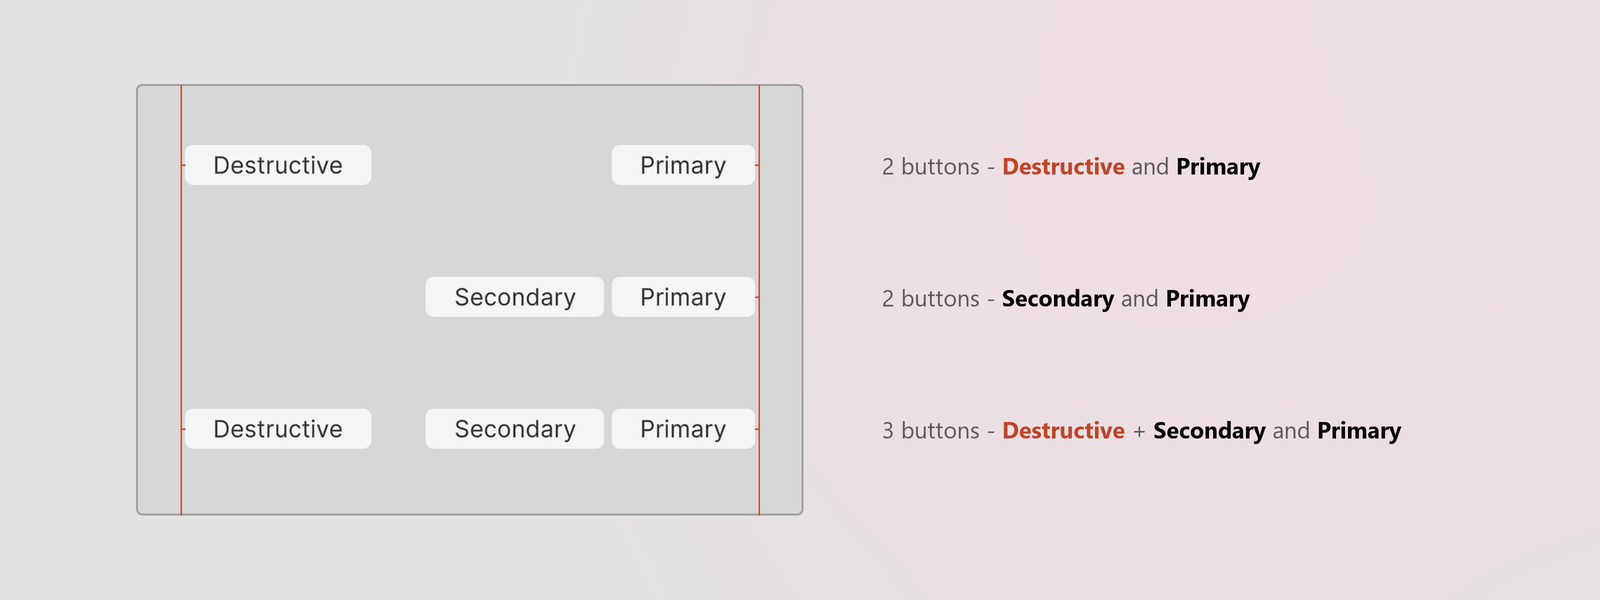 Destructive Primary 2 buttons - Destructive and Primary
Secondary Primary 2 buttons - Secondary and Primary
Destructive Secondary Primary 3 buttons - Destructive + Secondary and Primary